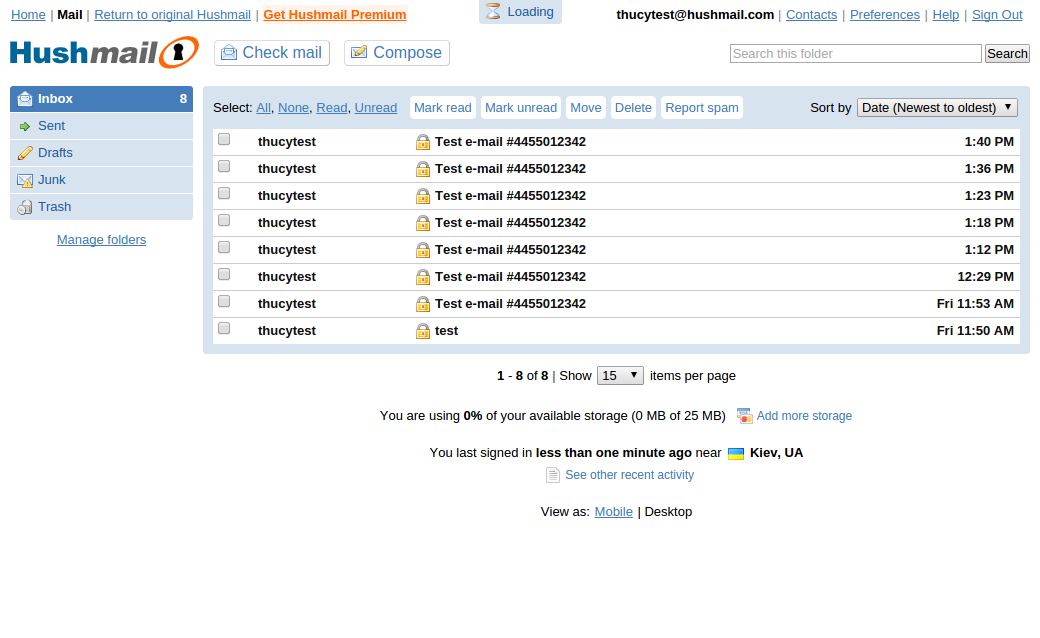 Home | Mail | Return to original Hushmail | Get Hushmail Premium
Loading
thucytest@hushmail.com | Contacts | Preferences | Help | Sign Out
Hushmail
Check mail
Compose
Search this folder
Search
Inbox 8
Sent
Drafts
Junk
Trash
Manage folders
Select: All, None, Read, Unread Mark read Mark unread Move Delete Report spam Sort by Date (Newest to oldest)
thucytest Test e-mail #4455012342 1:40 PM
thucytest Test e-mail #4455012342 1:36 PM
thucytest Test e-mail #4455012342 1:23 PM
thucytest Test e-mail #4455012342 1:18 PM
thucytest Test e-mail #4455012342 1:12 PM
thucytest Test e-mail #4455012342 12:29 PM
thucytest Test e-mail #4455012342 Fri 11:53 AM
thucytest test Fri 11:50 AM
1 - 8 of 8 | Show 15 items per page
You are using 0% of your available storage (0 MB of 25 MB) Add more storage
You last signed in less than one minute ago near Kiev, UA
See other recent activity
View as: Mobile | Desktop